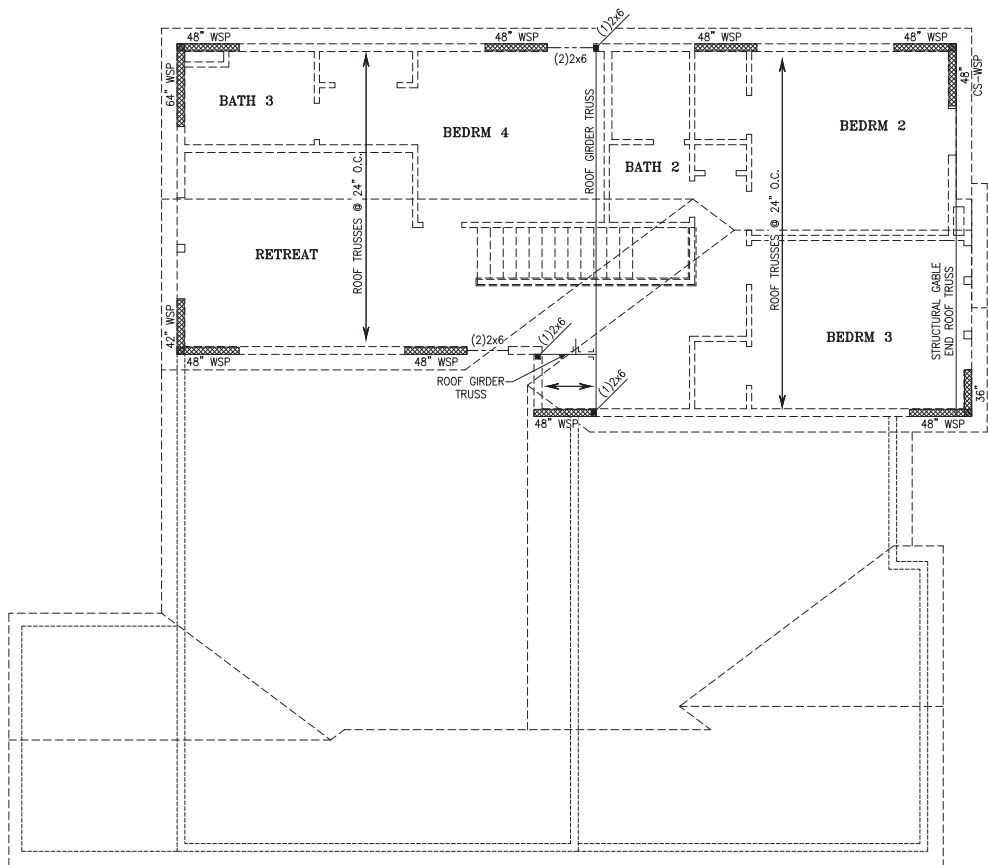 (1)2x6
48" WSP
48" WSP
48" WSP
48" WSP
(2)2x6
64" WSP
48"
CS-WSP
BATH 3
BEDRM 4
BEDRM 2
ROOF GIRDER TRUSS
BATH 2
ROOF TRUSSES @ 24" O.C.
ROOF TRUSSES @ 24" O.C.
RETREAT
STRUCTURAL GABLE
END ROOF TRUSS
42" WSP
(2)2x6
(1)2x6
BEDRM 3
48" WSP
48" WSP
ROOF GIRDER
TRUSS
(1)2x6
36"
48" WSP
48" WSP